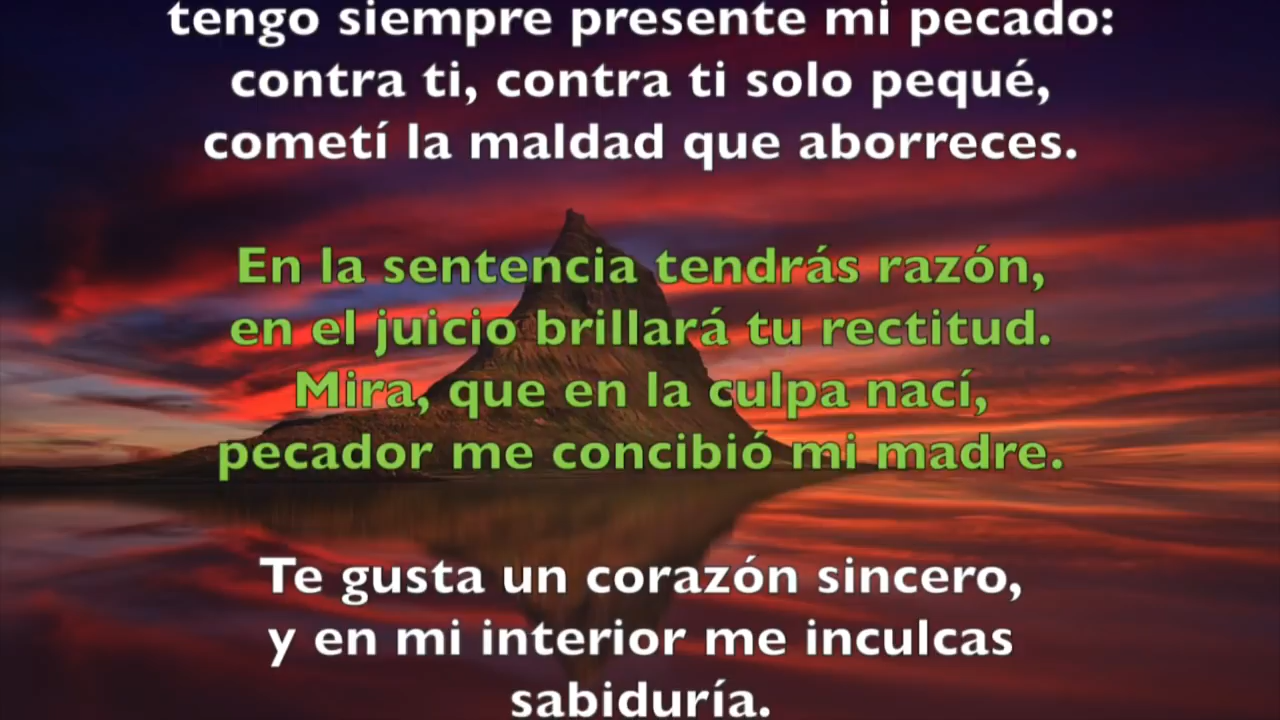 tengo siempre presente mi pecado:
contra ti, contra ti solo pequé,
cometí la maldad que aborreces.
En la sentencia tendrás razón,
en el juicio brillará tu rectitud.
Mira, que en la culpa nací,
pecador me concibió mi madre.
Te gusta un corazón sincero,
y en mi interior me inculcas
sabiduría.